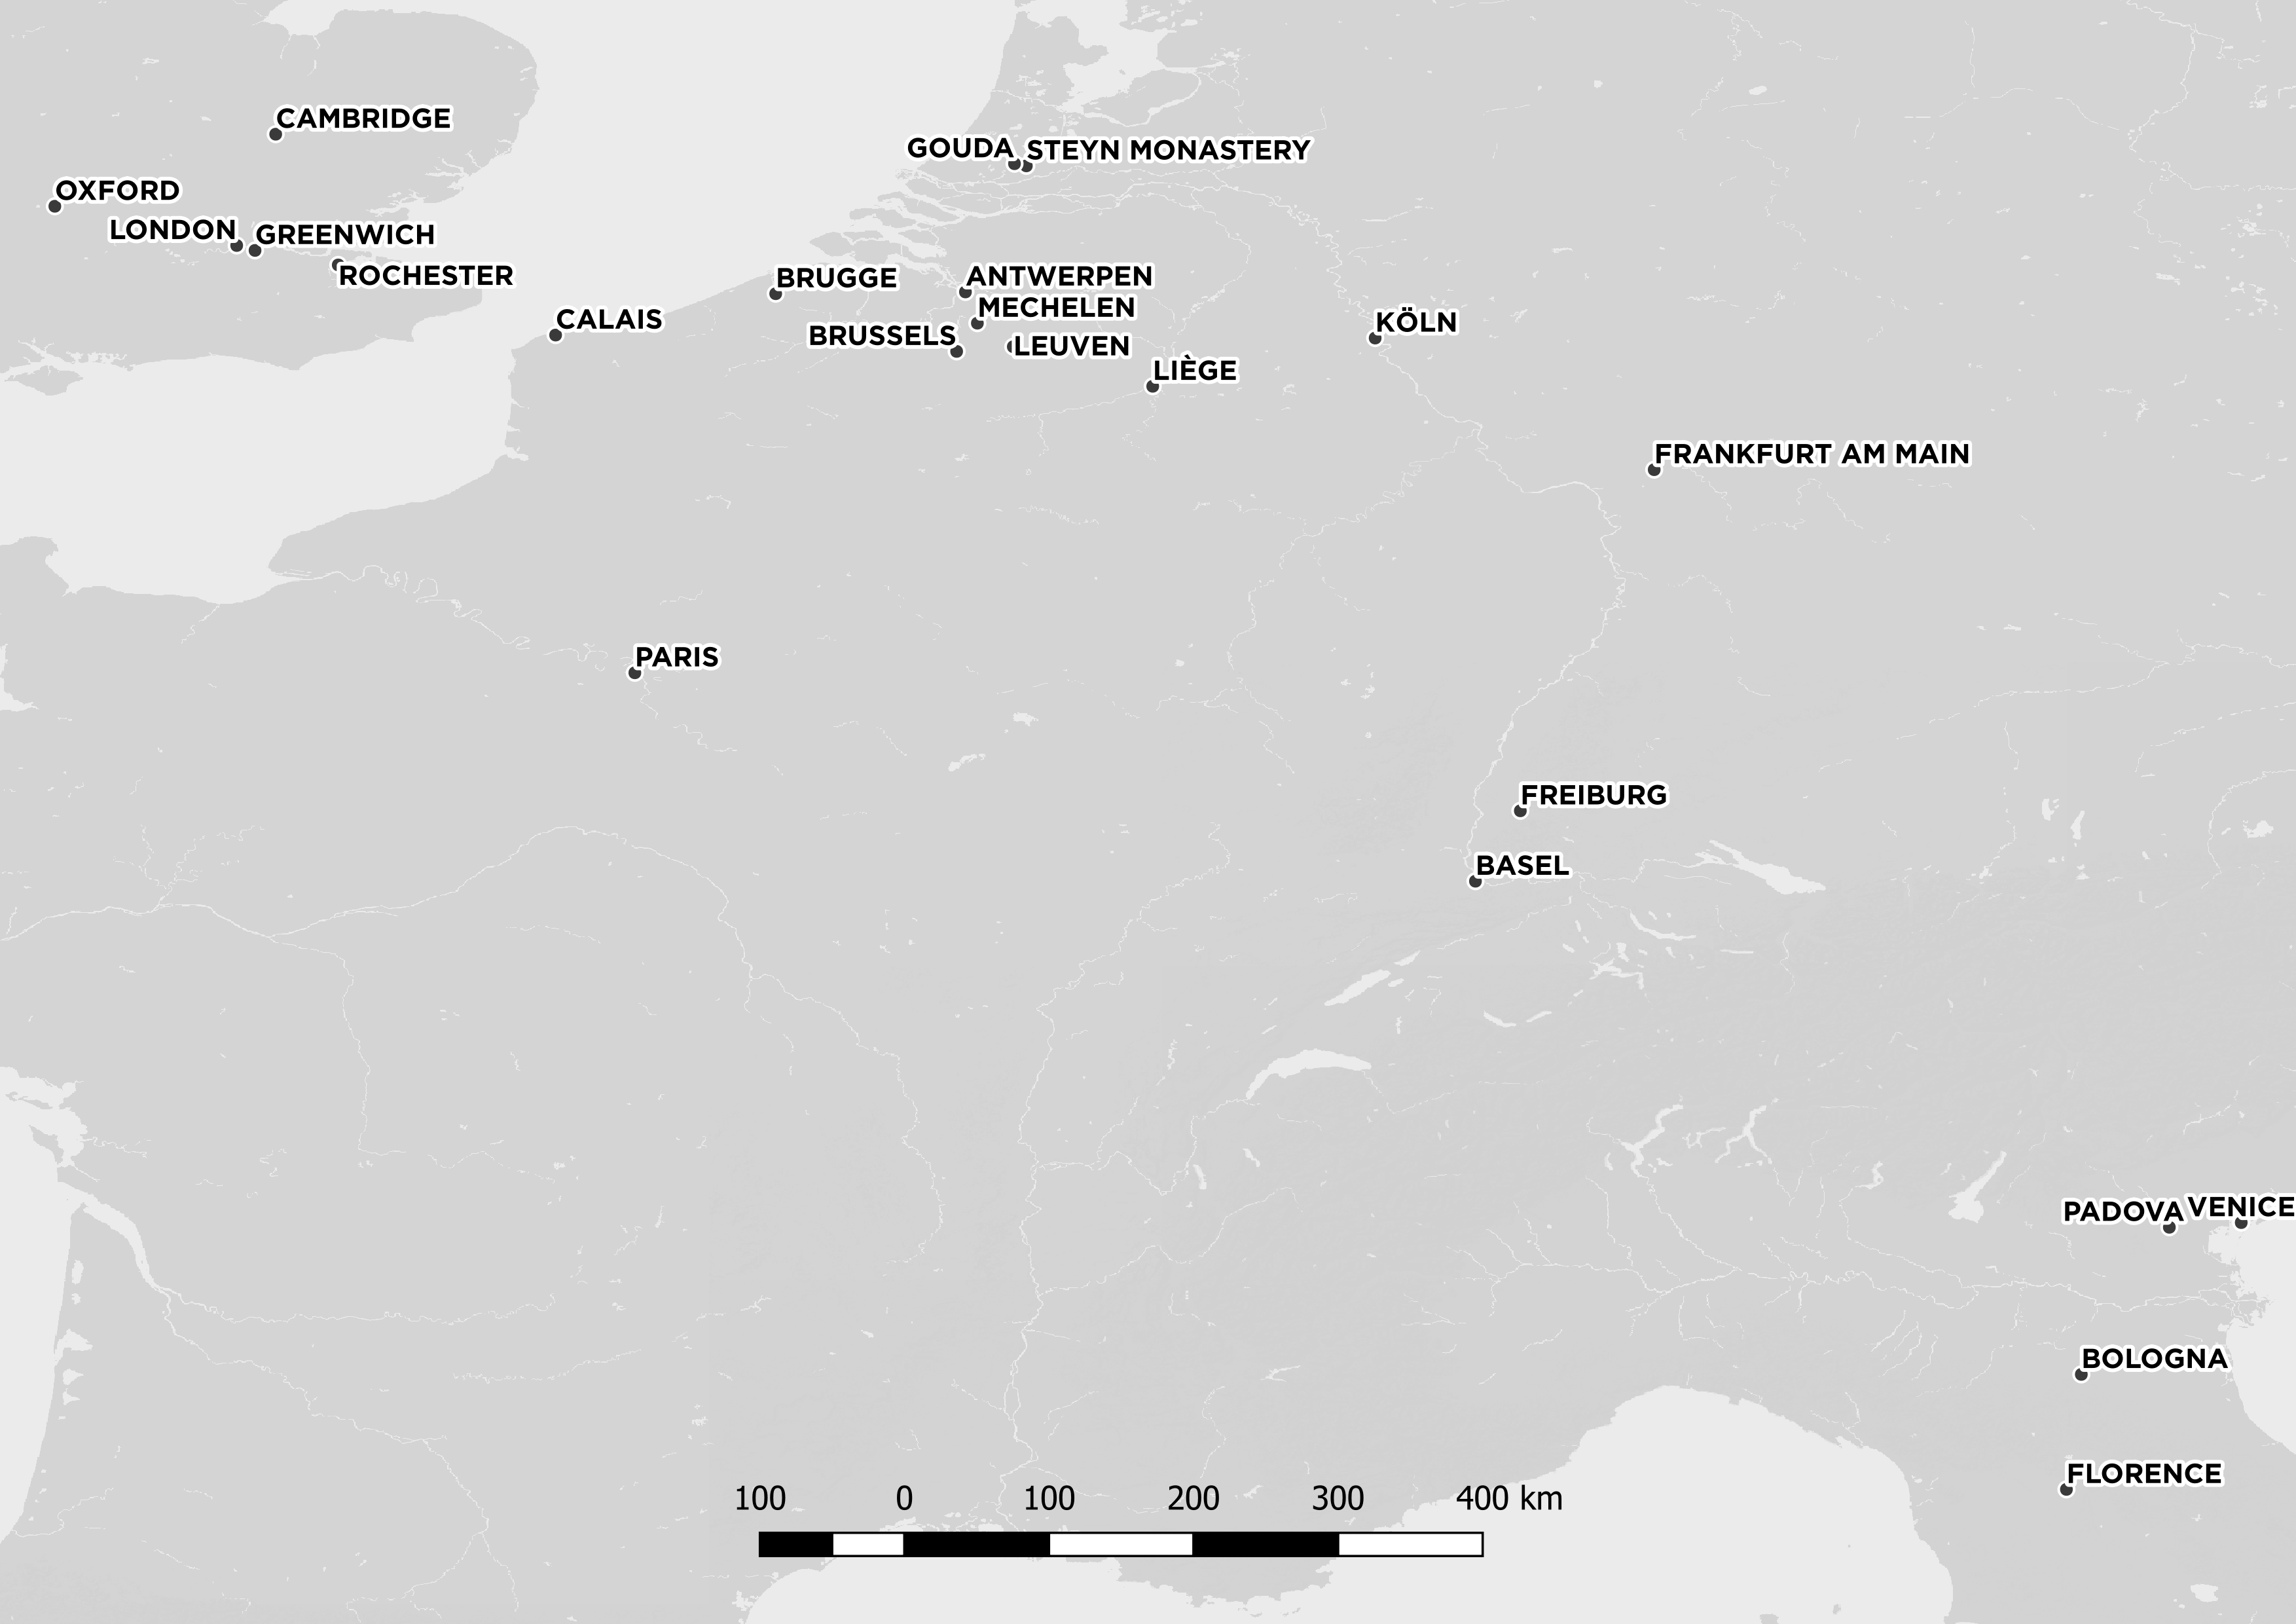 CAMBRIDGE
GOUDA
STEYN MONASTERY
OXFORD
LONDON
GREENWICH
ROCHESTER
BRUGGE
ANTWERPEN
MECHELEN
CALAIS
BRUSSELS
LEUVEN
KÖLN
LIÈGE
FRANKFURT AM MAIN
PARIS
FREIBURG
BASEL
PADOVA
VENICE
BOLOGNA
FLORENCE
100 0 100 200 300 400 km